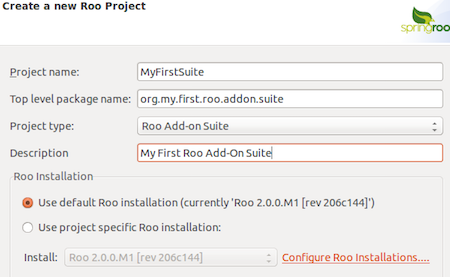 Create a new Roo Project
springroo
Project name: MyFirstSuite
Top level package name: org.my.first.roo.addon.suite
Project type: Roo Add-on Suite
Description My First Roo Add-On Suite
Roo Installation
Use default Roo installation (currently 'Roo 2.0.0.M1 [rev 206c144]')
Use project specific Roo installation:
Install: Roo 2.0.0.M1 [rev 206c144] Configure Roo Installations....